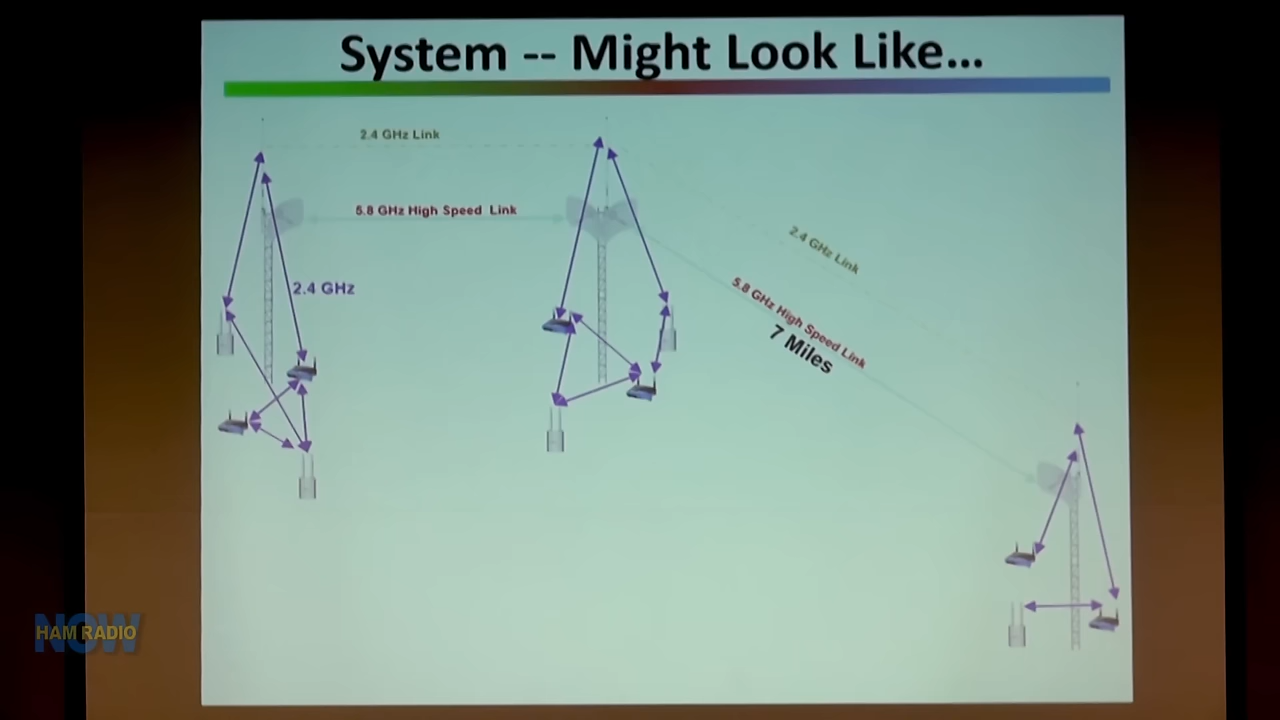 System -- Might Look Like...
2.4 GHz Link
5.8 GHz High Speed Link
2.4 GHz
2.4 GHz Link
5.8 GHz High Speed Link
7 Miles
NOW
HAM RADIO